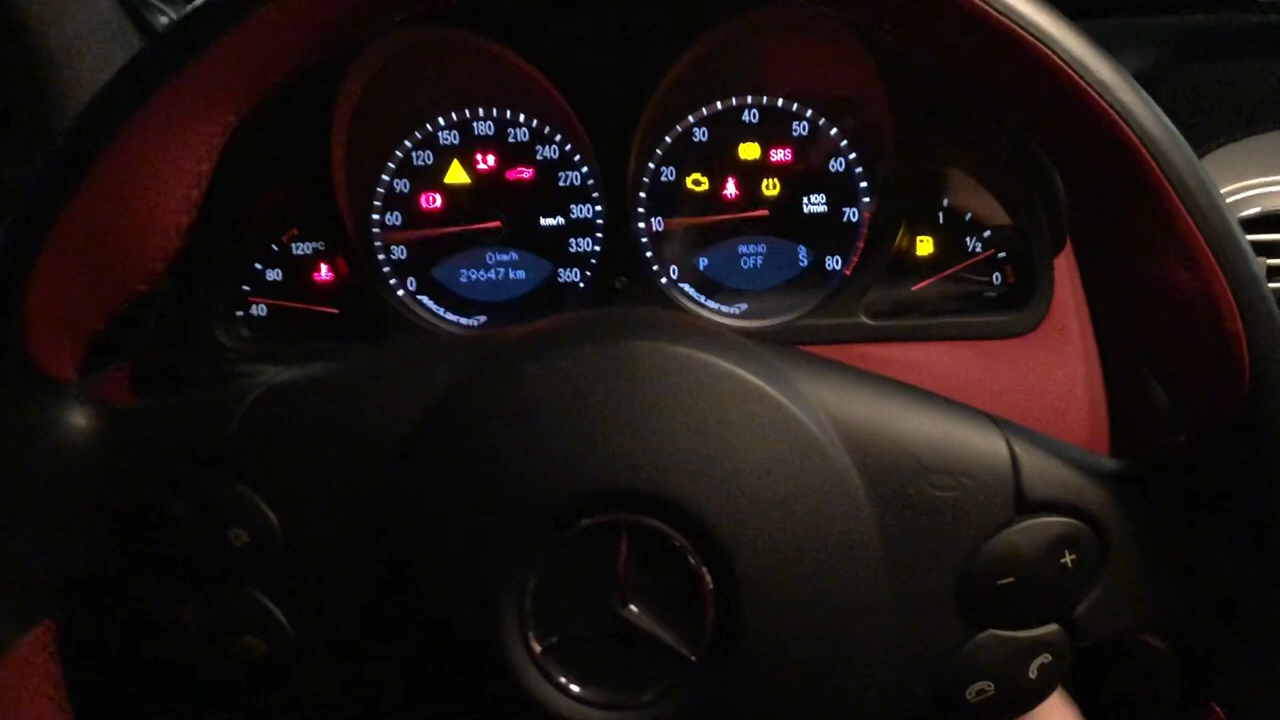 120°C
80
40
0
30
60
90
120
150
180
210
240
270
300
330
360
km/h
0 km/h
29647 km
McLaren
0
10
20
30
40
50
60
70
80
SRS
x100
1/min
AUDIO
P OFF S
McLaren
1
½
0
- +